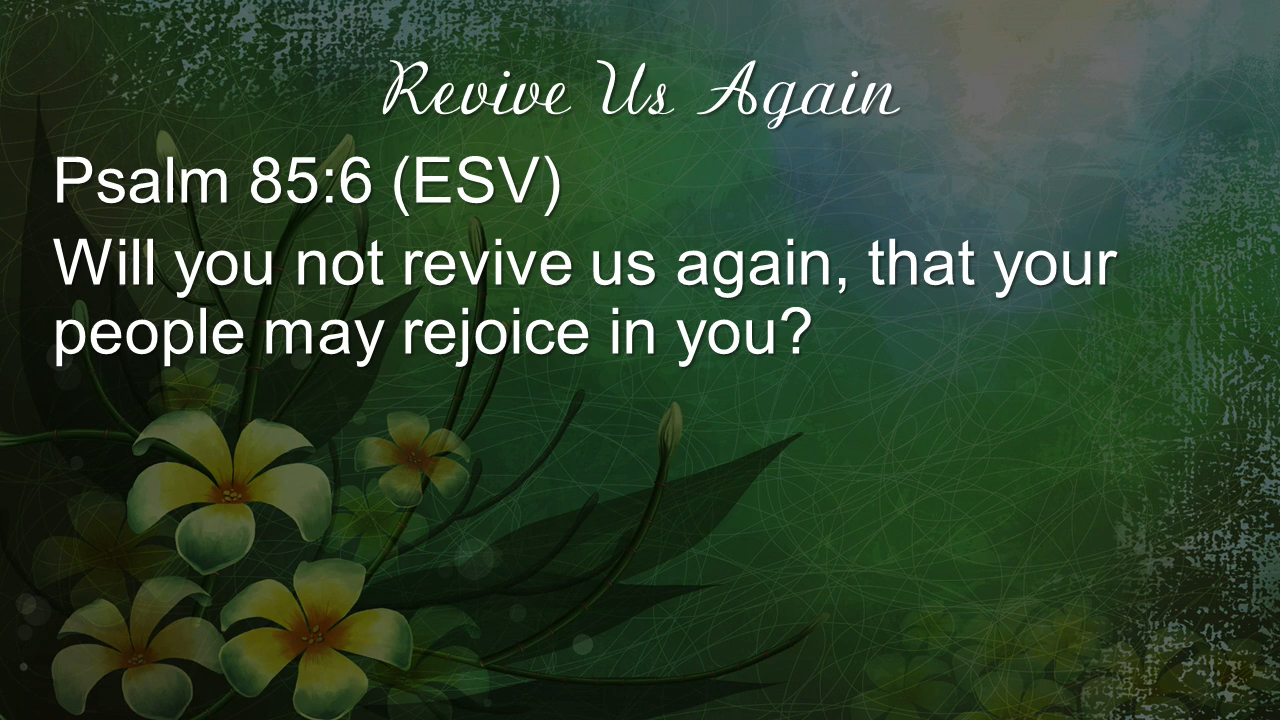 Revive Us Again
Psalm 85:6 (ESV)
Will you not revive us again, that your
people may rejoice in you?